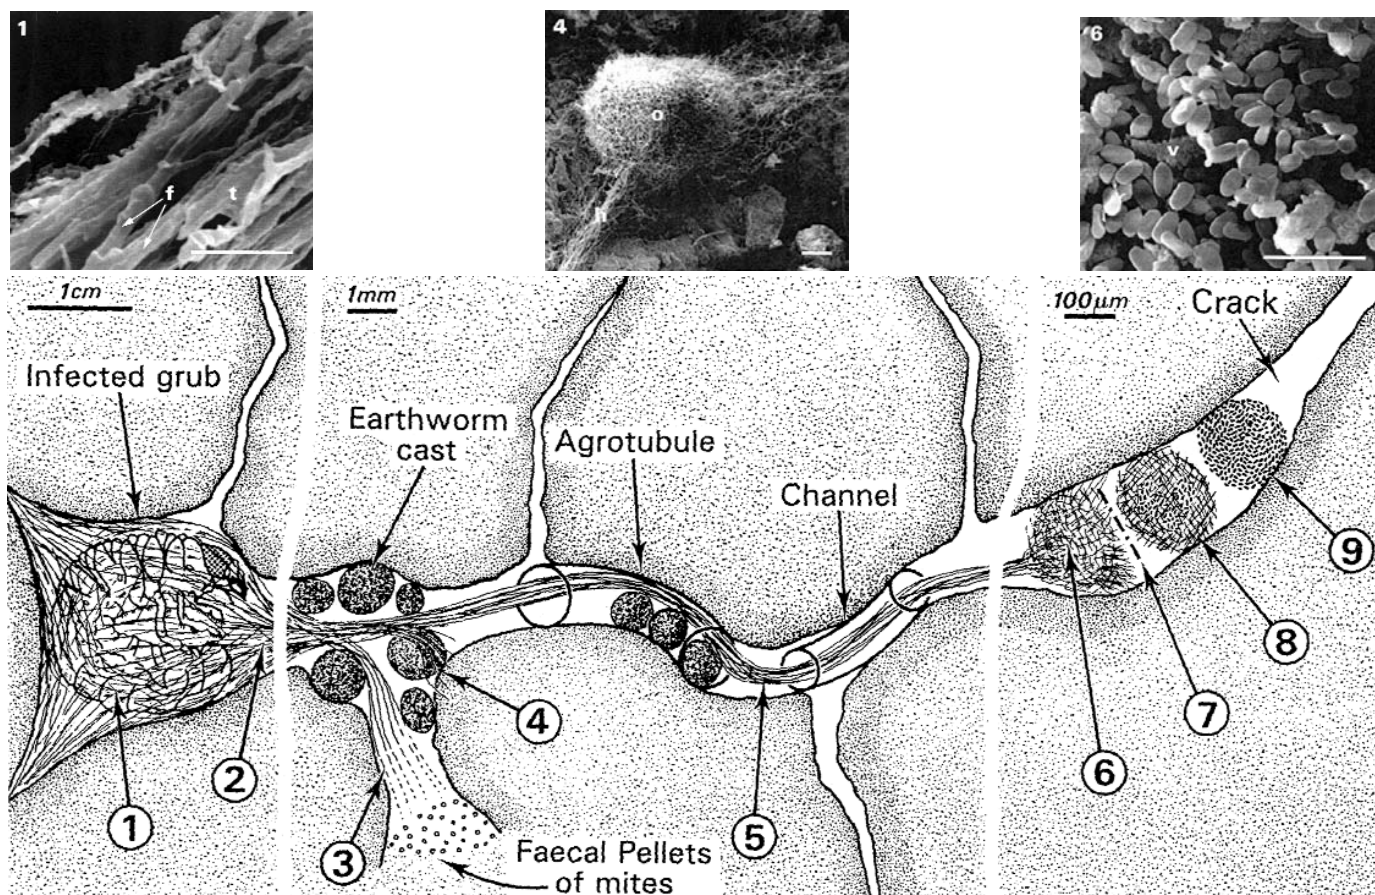 1
f
t
4
o
h
6
v
1cm
1mm
100μm
Crack
Infected grub
Earthworm
cast
Agrotubule
Channel
9
8
7
4
6
2
5
1
3
Faecal Pellets
of mites